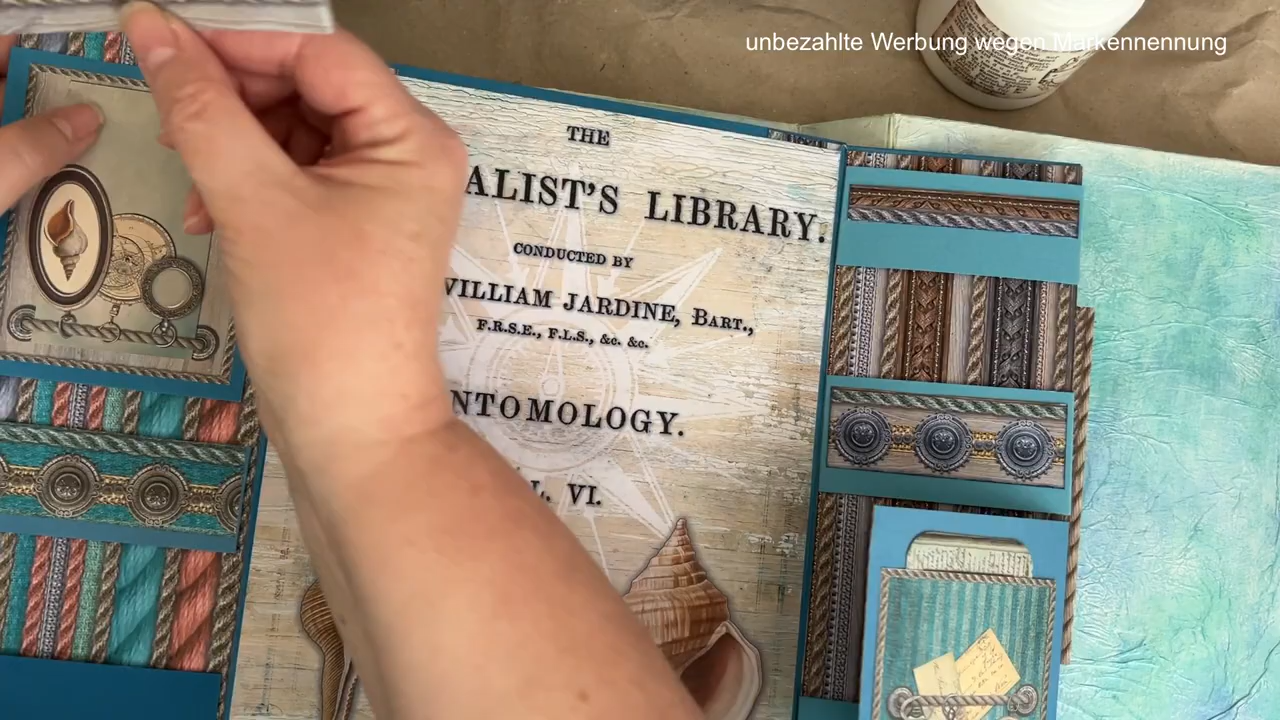 unbezahlte Werbung wegen Markennennung
THE
ALIST'S LIBRARY.
CONDUCTED BY
WILLIAM JARDINE, BART.,
F.R.S.E., F.L.S., &c. &c.
NTOMOLOGY.
L. VI.